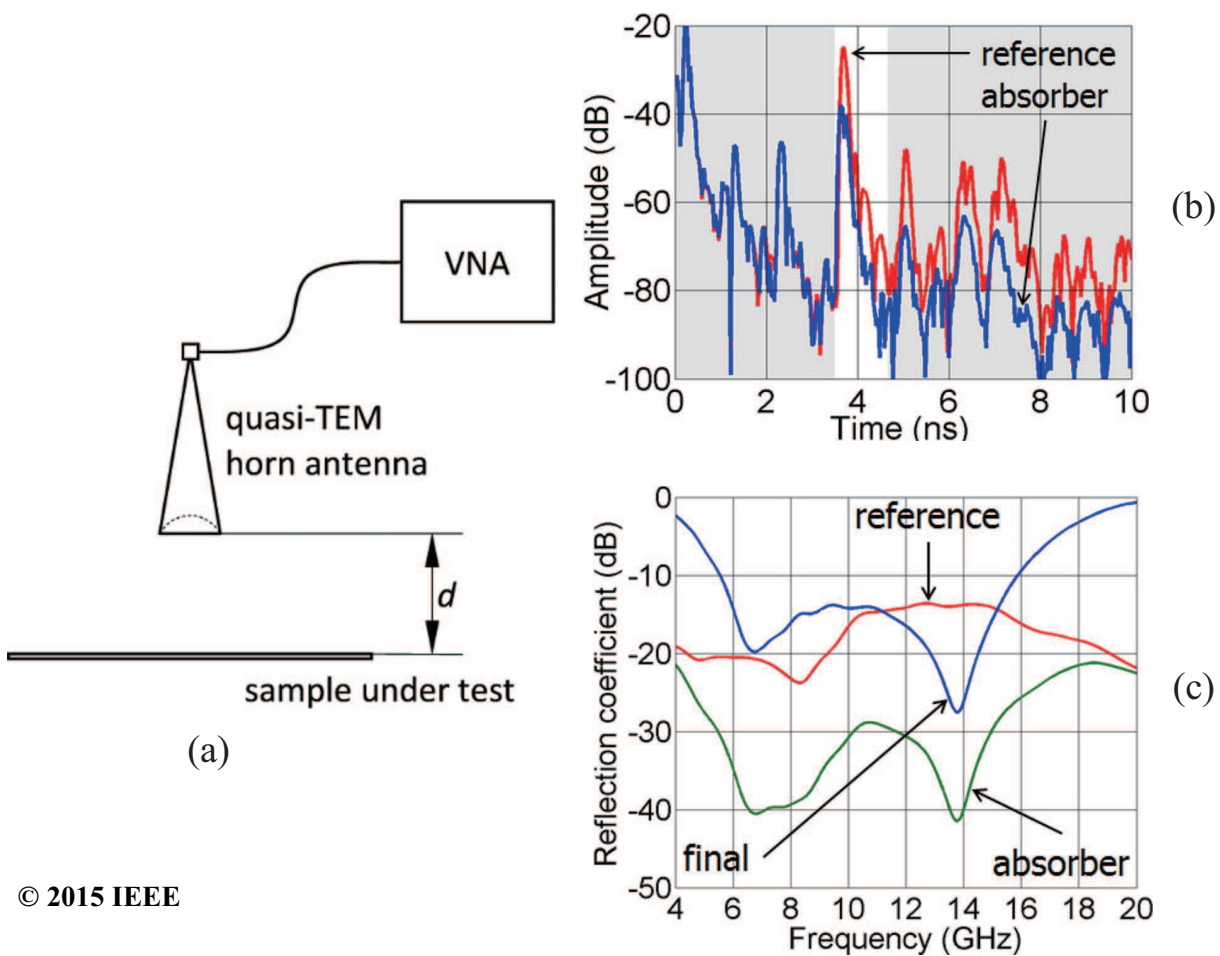 VNA
quasi-TEM
horn antenna
d
sample under test
(a)
© 2015 IEEE
Amplitude (dB)
-20
-40
-60
-80
-100
0 2 4 6 8 10
Time (ns)
reference
absorber
(b)
Reflection coefficient (dB)
0
-10
-20
-30
-40
-50
4 6 8 10 12 14 16 18 20
Frequency (GHz)
reference
final
absorber
(c)